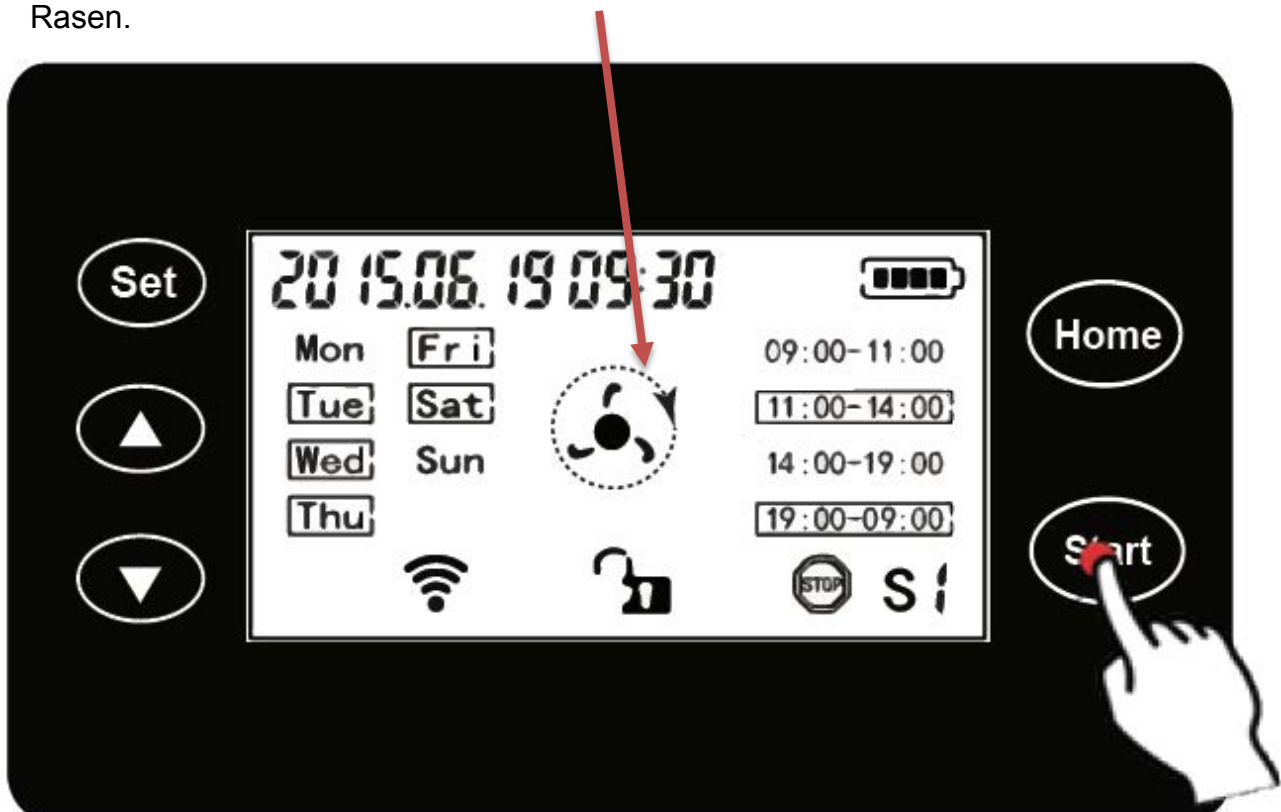 Rasen.
Set
2015.06.19 09:30
Home
Mon Fri 09:00-11:00
Tue Sat 11:00-14:00
Wed Sun 14:00-19:00
Thu 19:00-09:00
Start
STOP S1